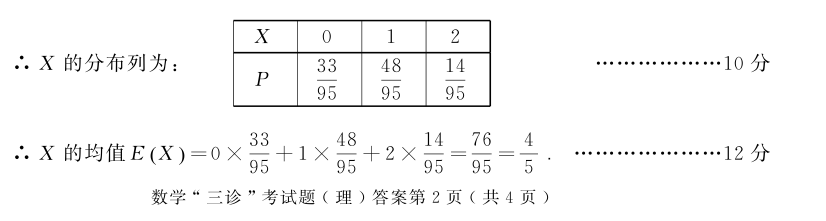 ∴ X 的分布列为：
X 0 1 2
P 33/95 48/95 14/95
………………10 分
∴ X 的均值 E(X)=0×33/95+1×48/95+2×14/95=76/95=4/5. …………………12 分
数学“三诊”考试题（理）答案第 2 页（共 4 页）